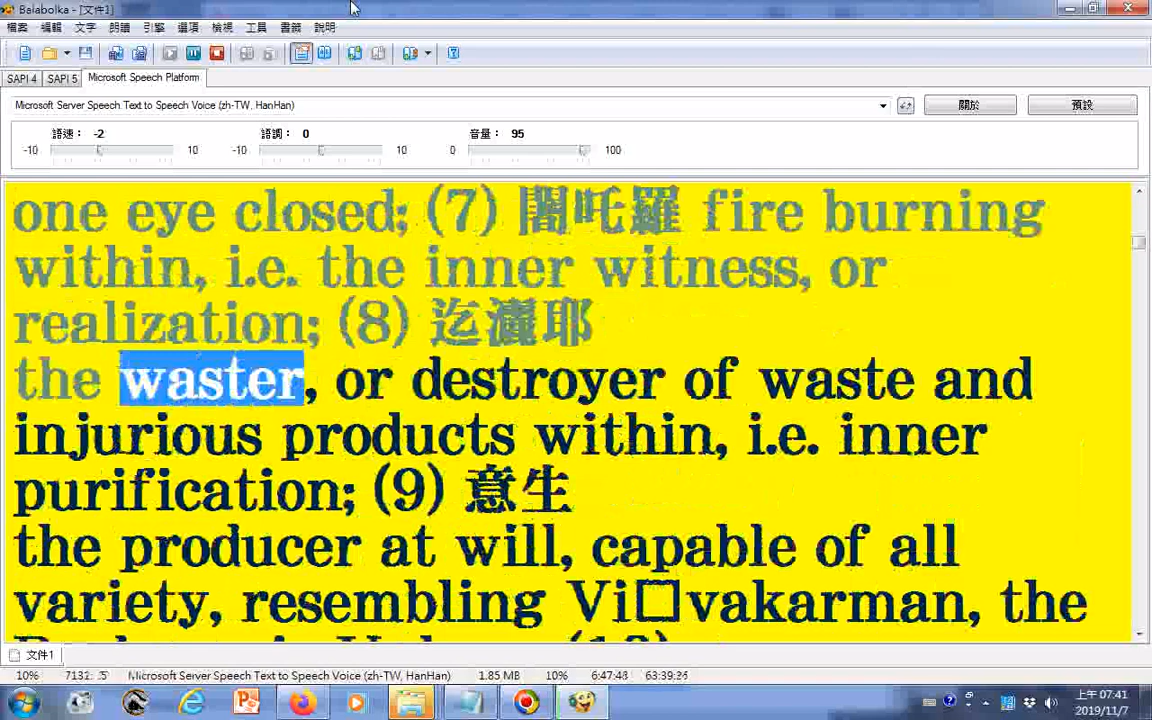 Balabolka - [文件1]
檔案 編輯 文字 朗讀 引擎 選項 檢視 工具 書籤 說明
SAPI 4 SAPI 5 Microsoft Speech Platform
Microsoft Server Speech Text to Speech Voice (zh-TW, HanHan) 關於 預設
語速： -2 語調： 0 音量： 95
-10 10 -10 10 0 100
one eye closed; (7) 闍吒羅 fire burning
within, i.e. the inner witness, or
realization; (8) 迄灑耶
the waster, or destroyer of waste and
injurious products within, i.e. inner
purification; (9) 意生
the producer at will, capable of all
variety, resembling Vi□vakarman, the
文件1
10% Microsoft Server Speech Text to Speech Voice (zh-TW, HanHan) 1.85 MB 10% 6:47:43 63:39:26
上午 07:41
2019/11/7